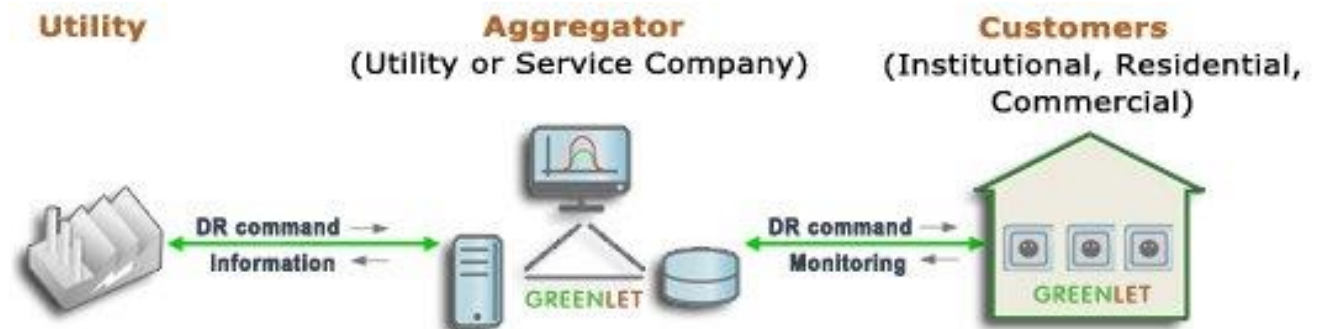 Utility
Aggregator
(Utility or Service Company)
Customers
(Institutional, Residential,
Commercial)
DR command →
Information ←
GREENLET
DR command →
Monitoring ←
GREENLET